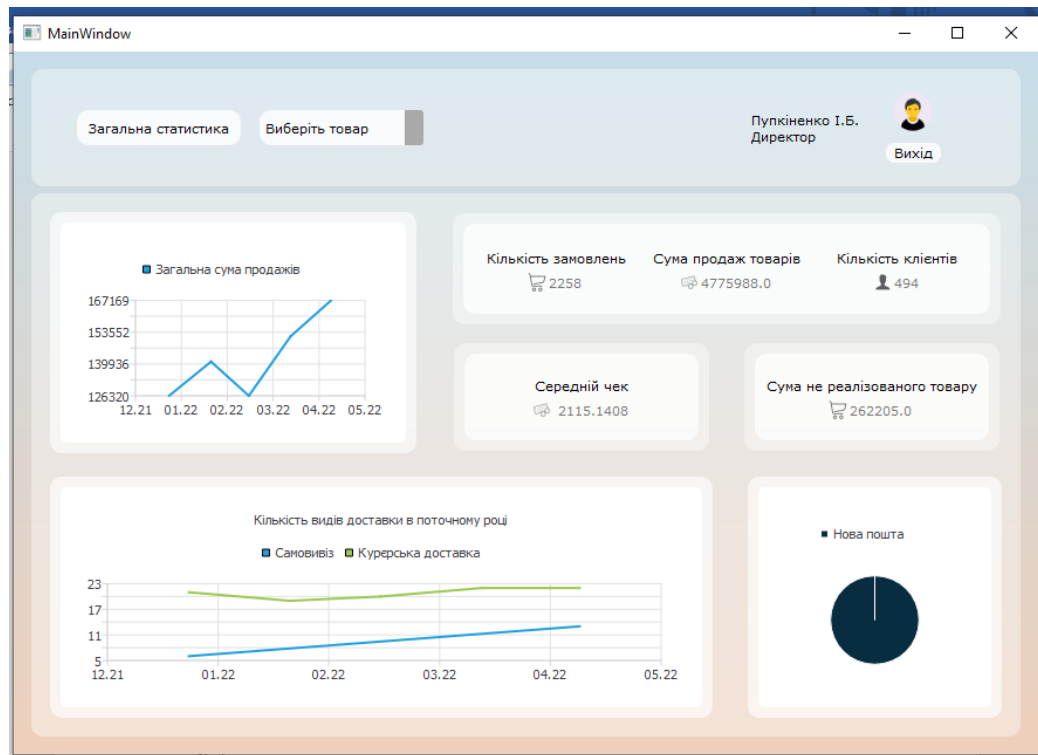 MainWindow
Загальна статистика
Виберіть товар
Пупкіненко І.Б.
Директор
Вихід
Загальна сума продажів
167169
153552
139936
126320
12.21 01.22 02.22 03.22 04.22 05.22
Кількість замовлень
2258
Сума продаж товарів
4775988.0
Кількість клієнтів
494
Середній чек
2115.1408
Сума не реалізованого товару
262205.0
Кількість видів доставки в поточному році
Самовивіз Курєрська доставка
23
17
11
5
12.21 01.22 02.22 03.22 04.22 05.22
Нова пошта